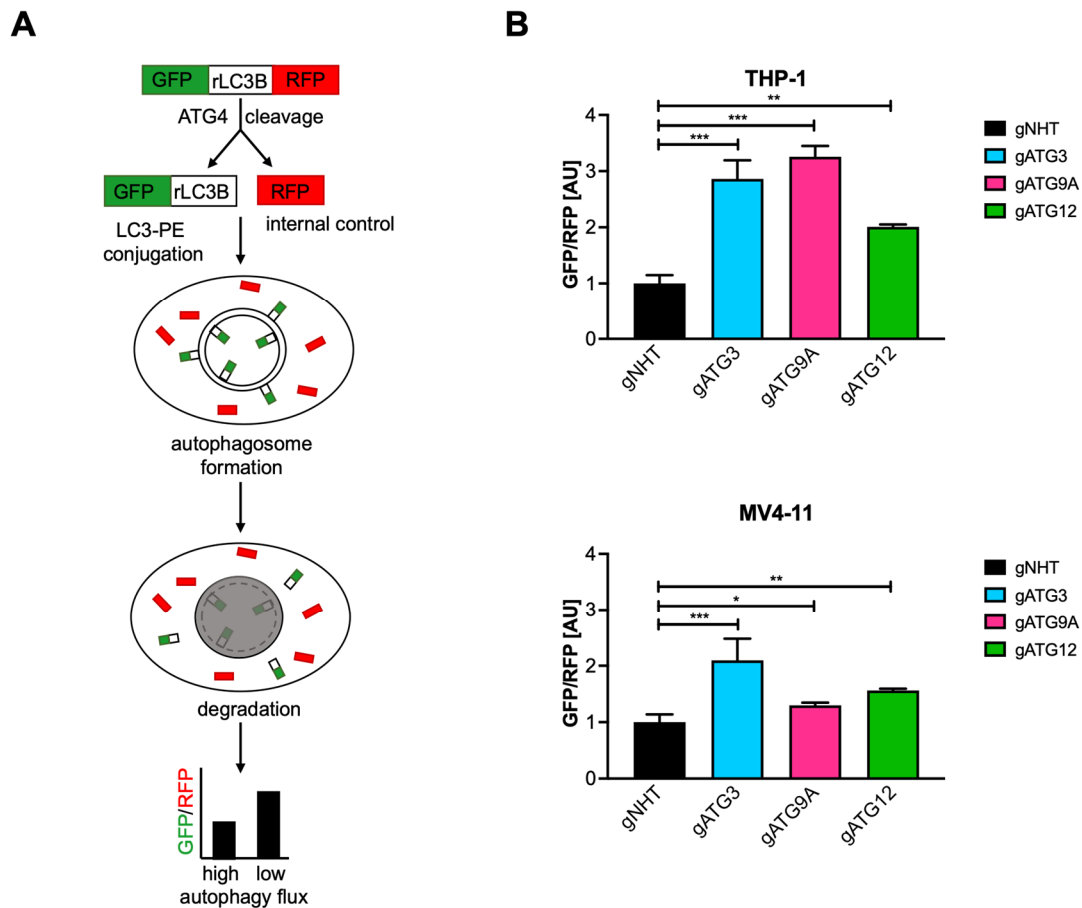 A
GFP rLC3B RFP
ATG4 cleavage
GFP rLC3B RFP
LC3-PE
conjugation
internal control
autophagosome
formation
degradation
GFP/RFP
high low
autophagy flux
B
THP-1
GFP/RFP [AU]
4
3
2
1
0
**
***
***
gNHT
gATG3
gATG9A
gATG12
gNHT
gATG3
gATG9A
gATG12
MV4-11
GFP/RFP [AU]
4
3
2
1
0
**
*
***
gNHT
gATG3
gATG9A
gATG12
gNHT
gATG3
gATG9A
gATG12